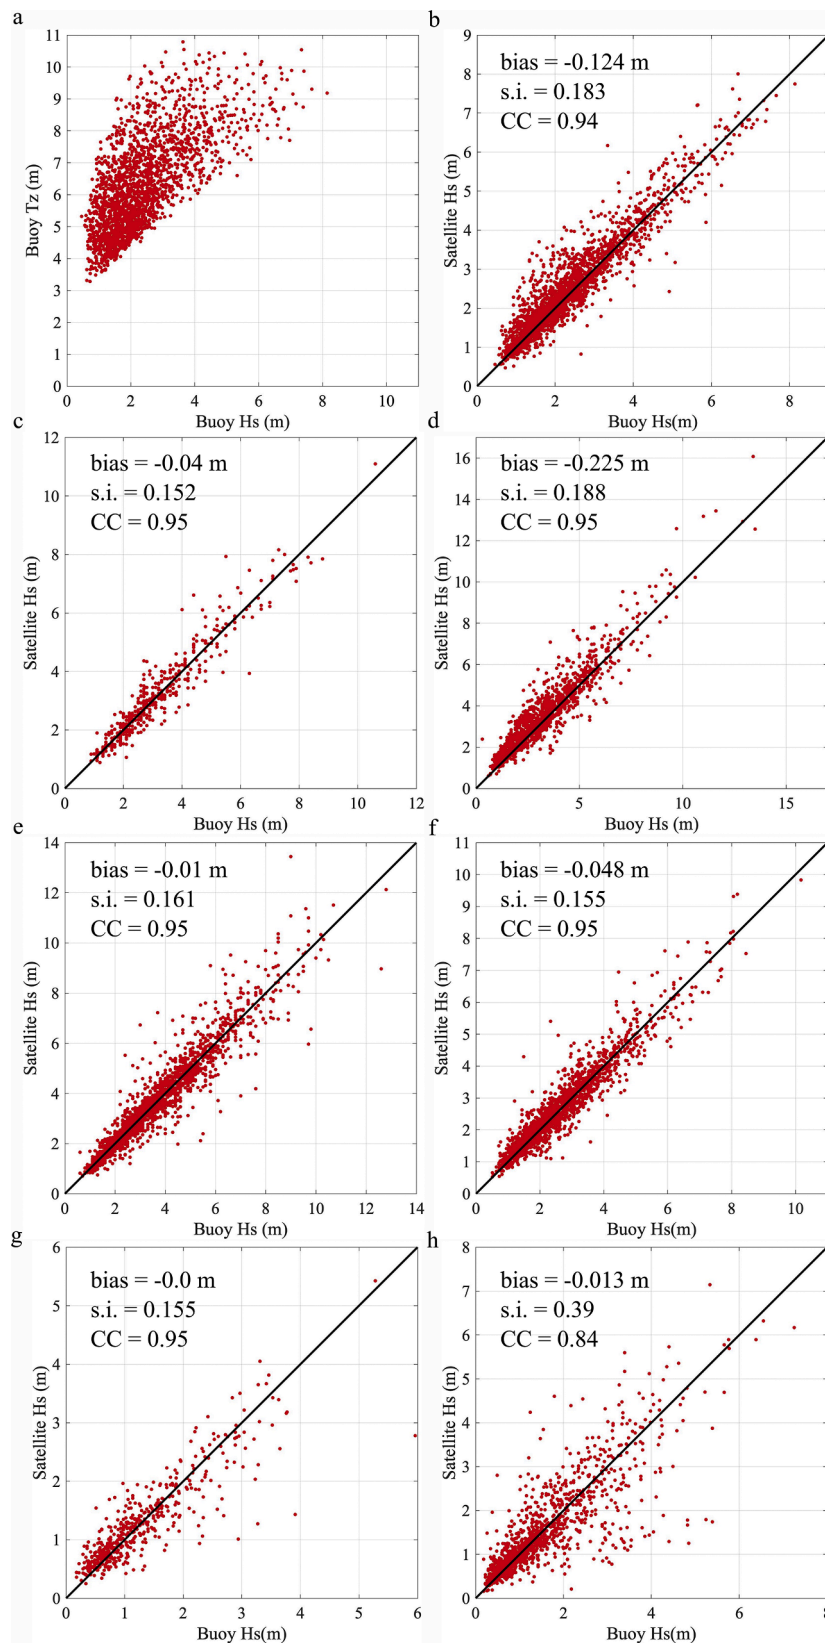 a
10
9
8
7
6
5
4
3
2
1
0
Buoy Tz (m)
0 2 4 6 8 10
Buoy Hs (m)
b
9
8
7
6
5
4
3
2
1
0
Satellite Hs (m)
bias = -0.124 m
s.i. = 0.183
CC = 0.94
0 2 4 6 8
Buoy Hs(m)
c
12
10
8
6
4
2
0
Satellite Hs (m)
bias = -0.04 m
s.i. = 0.152
CC = 0.95
0 2 4 6 8 10 12
Buoy Hs (m)
d
16
14
12
10
8
6
4
2
0
Satellite Hs (m)
bias = -0.225 m
s.i. = 0.188
CC = 0.95
0 5 10 15
Buoy Hs (m)
e
14
12
10
8
6
4
2
0
Satellite Hs (m)
bias = -0.01 m
s.i. = 0.161
CC = 0.95
0 2 4 6 8 10 12 14
Buoy Hs (m)
f
11
10
9
8
7
6
5
4
3
2
1
0
Satellite Hs (m)
bias = -0.048 m
s.i. = 0.155
CC = 0.95
0 2 4 6 8 10
Buoy Hs(m)
g
6
5
4
3
2
1
0
Satellite Hs (m)
bias = -0.0 m
s.i. = 0.155
CC = 0.95
0 1 2 3 4 5 6
Buoy Hs(m)
h
8
7
6
5
4
3
2
1
0
Satellite Hs (m)
bias = -0.013 m
s.i. = 0.39
CC = 0.84
0 2 4 6 8
Buoy Hs(m)